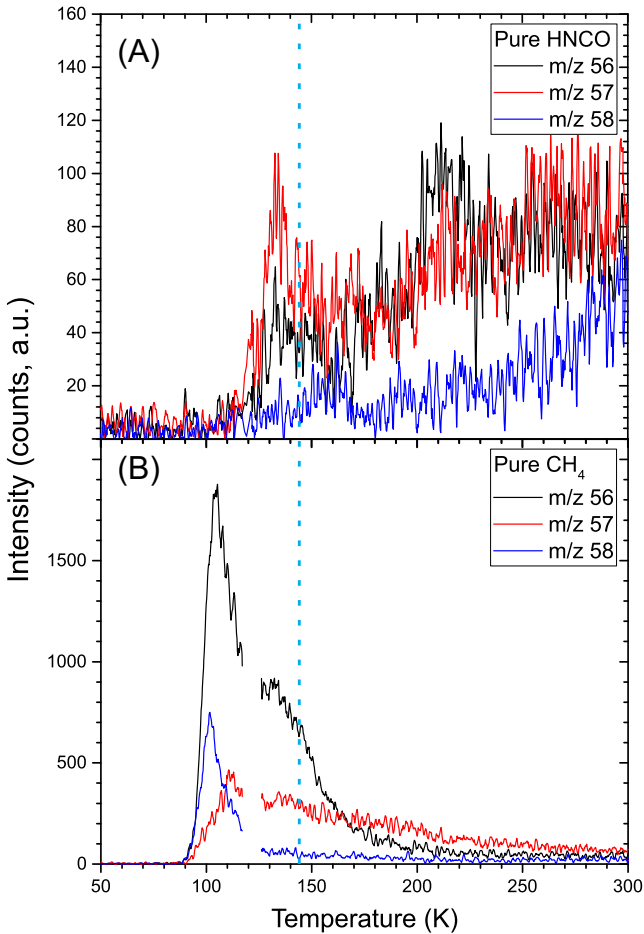 160
(A)
Pure HNCO
m/z 56
m/z 57
m/z 58
140
120
100
80
60
40
20
(B)
Pure CH₄
m/z 56
m/z 57
m/z 58
1500
1000
500
0
Intensity (counts, a.u.)
50 100 150 200 250 300
Temperature (K)